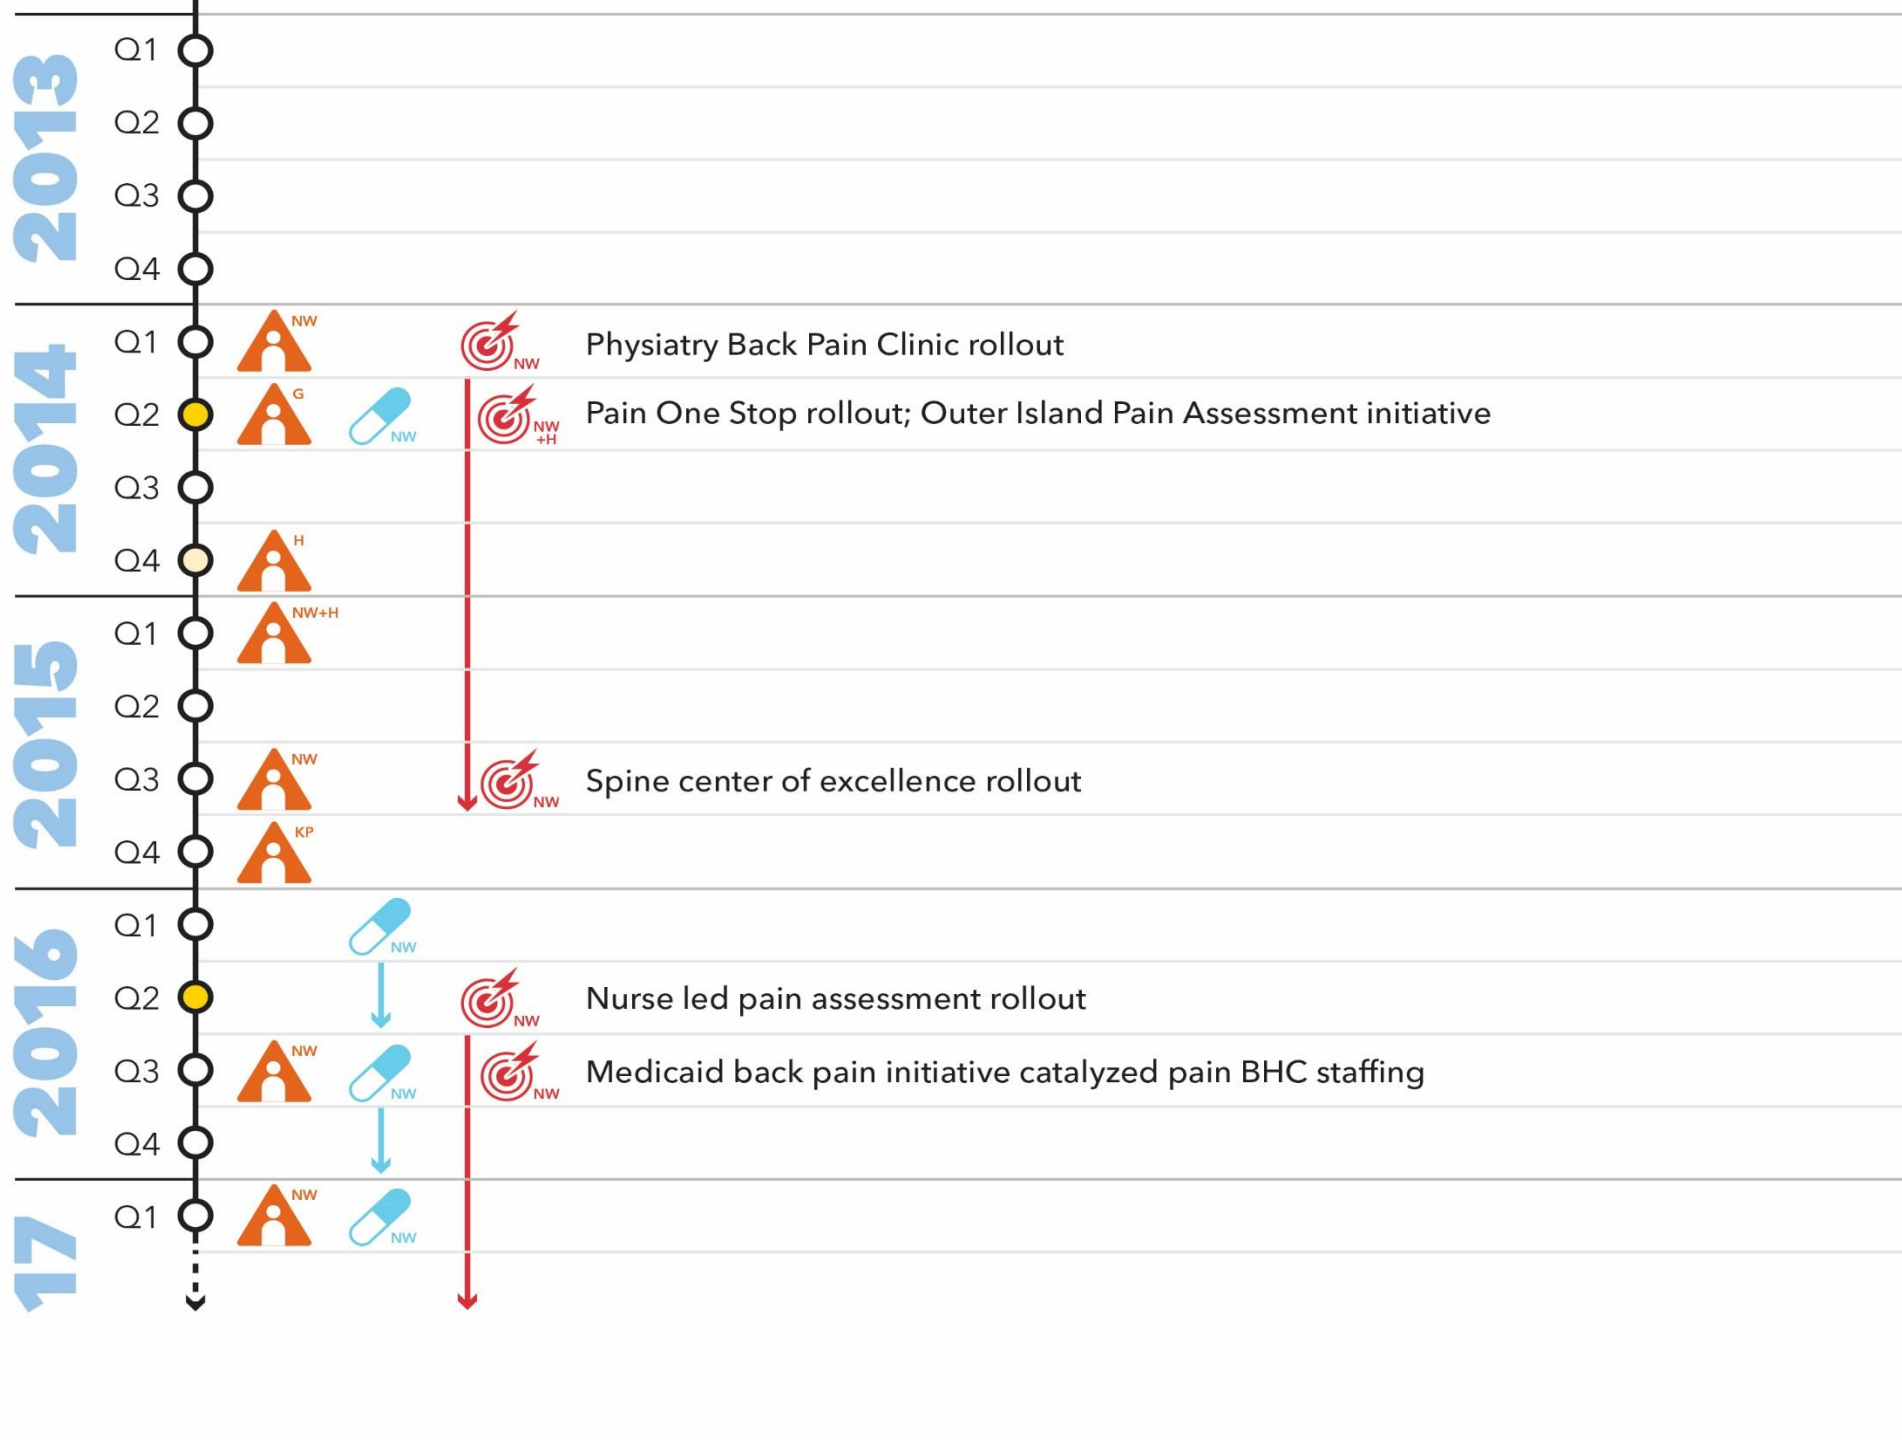 2013
Q1
Q2
Q3
Q4
2014
Q1 NW NW Physiatry Back Pain Clinic rollout
Q2 G NW NW +H Pain One Stop rollout; Outer Island Pain Assessment initiative
Q3
Q4 H
2015
Q1 NW+H
Q2
Q3 NW NW Spine center of excellence rollout
Q4 KP
2016
Q1 NW
Q2 NW Nurse led pain assessment rollout
Q3 NW NW NW Medicaid back pain initiative catalyzed pain BHC staffing
Q4
17
Q1 NW NW